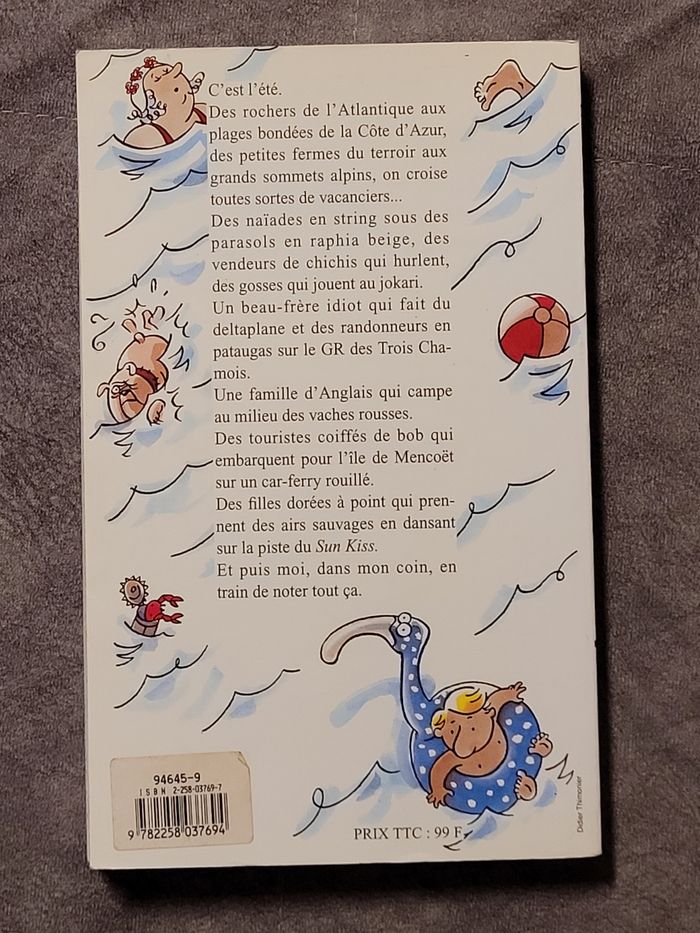 C'est l'été.
Des rochers de l'Atlantique aux
plages bondées de la Côte d'Azur,
des petites fermes du terroir aux
grands sommets alpins, on croise
toutes sortes de vacanciers...
Des naïades en string sous des
parasols en raphia beige, des
vendeurs de chichis qui hurlent,
des gosses qui jouent au jokari.
Un beau-frère idiot qui fait du
deltaplane et des randonneurs en
pataugas sur le GR des Trois Cha-
mois.
Une famille d'Anglais qui campe
au milieu des vaches rousses.
Des touristes coiffés de bob qui
embarquent pour l'île de Mencoët
sur un car-ferry rouillé.
Des filles dorées à point qui pren-
nent des airs sauvages en dansant
sur la piste du Sun Kiss.
Et puis moi, dans mon coin, en
train de noter tout ça.
94645-9
ISBN 2-258-03769-7
9 782258 037694
PRIX TTC : 99 F
Didier Thimonier